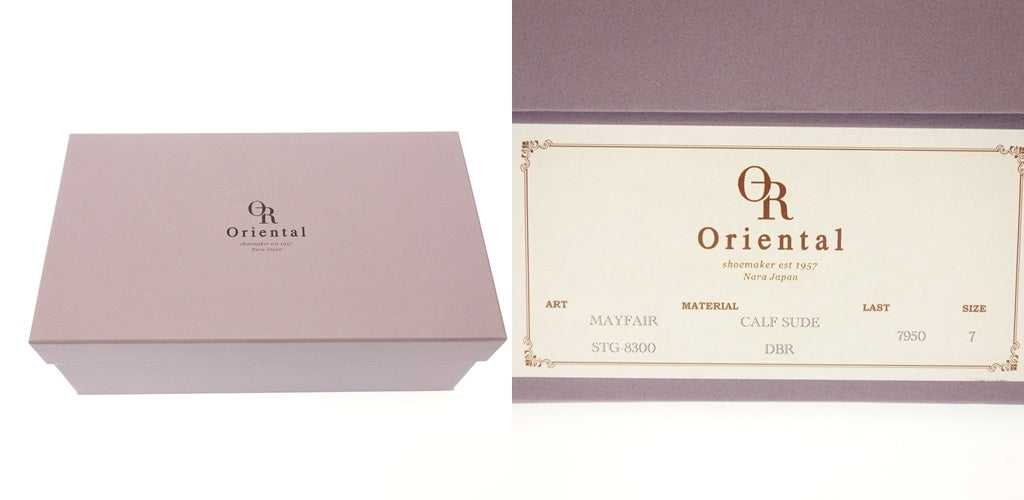 OR
Oriental
shoemaker est 1957
Nara Japan
OR
Oriental
shoemaker est 1957
Nara Japan
ART MATERIAL LAST SIZE
MAYFAIR CALF SUDE 7950 7
STG-8300 DBR